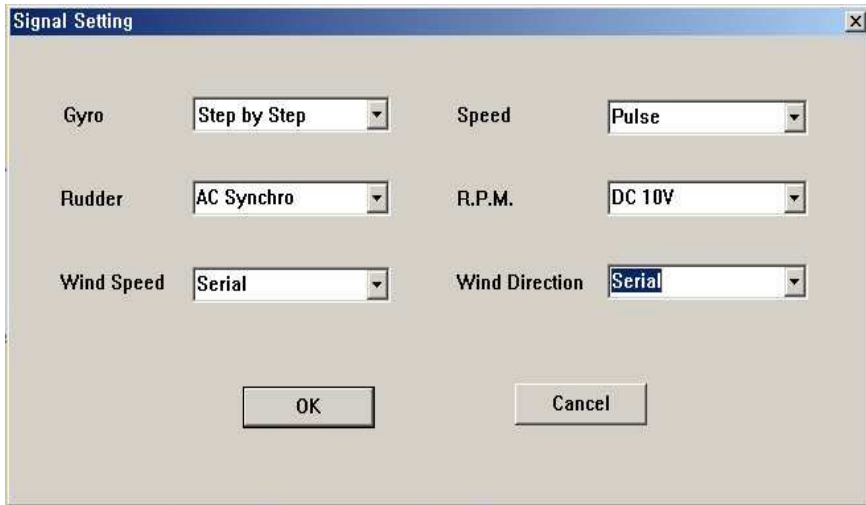 Signal Setting
Gyro Step by Step Speed Pulse
Rudder AC Synchro R.P.M. DC 10V
Wind Speed Serial Wind Direction Serial
OK Cancel